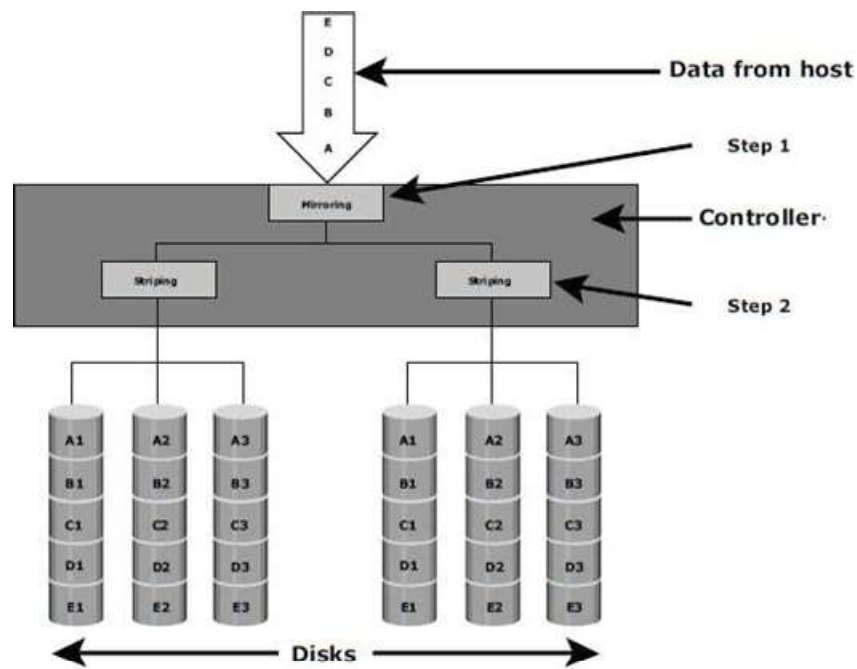 E
D
C
B
A
Data from host
Step 1
Mirroring
Controller
Striping
Striping
Step 2
A1 A2 A3 A1 A2 A3
B1 B2 B3 B1 B2 B3
C1 C2 C3 C1 C2 C3
D1 D2 D3 D1 D2 D3
E1 E2 E3 E1 E2 E3
Disks